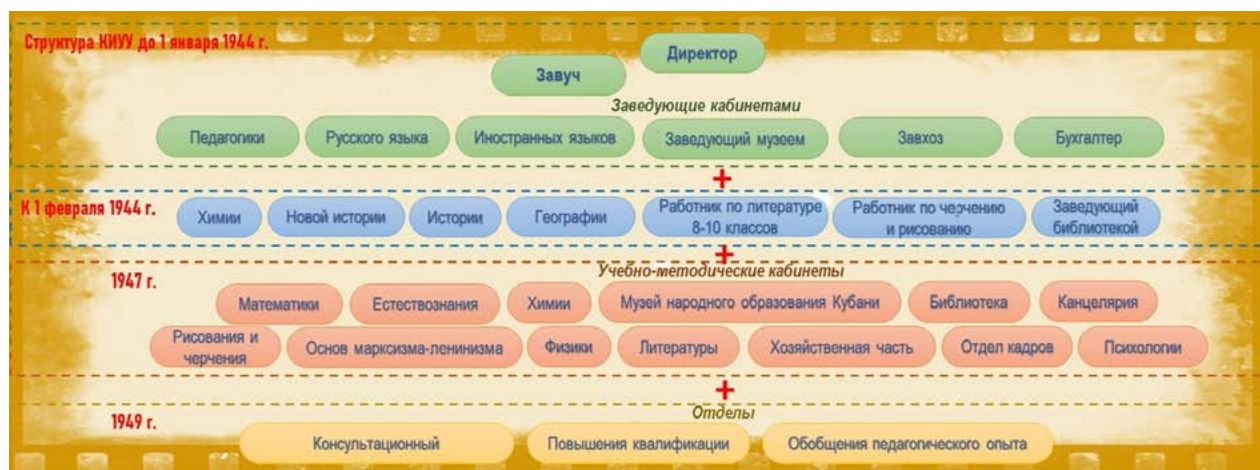 Структура КИУУ до 1 января 1944 г.
Директор
Завуч
Заведующие кабинетами
Педагогики
Русского языка
Иностранных языков
Заведующий музеем
Завхоз
Бухгалтер
+
К 1 февраля 1944 г.
Химии
Новой истории
Истории
Географии
Работник по литературе
8-10 классов
Работник по черчению
и рисованию
Заведующий
библиотекой
+
Учебно-методические кабинеты
1947 г.
Математики
Естествознания
Химии
Музей народного образования Кубани
Библиотека
Канцелярия
Рисования и
черчения
Основ марксизма-ленинизма
Физики
Литературы
Хозяйственная часть
Отдел кадров
Психологии
+
Отделы
1949 г.
Консультационный
Повышения квалификации
Обобщения педагогического опыта